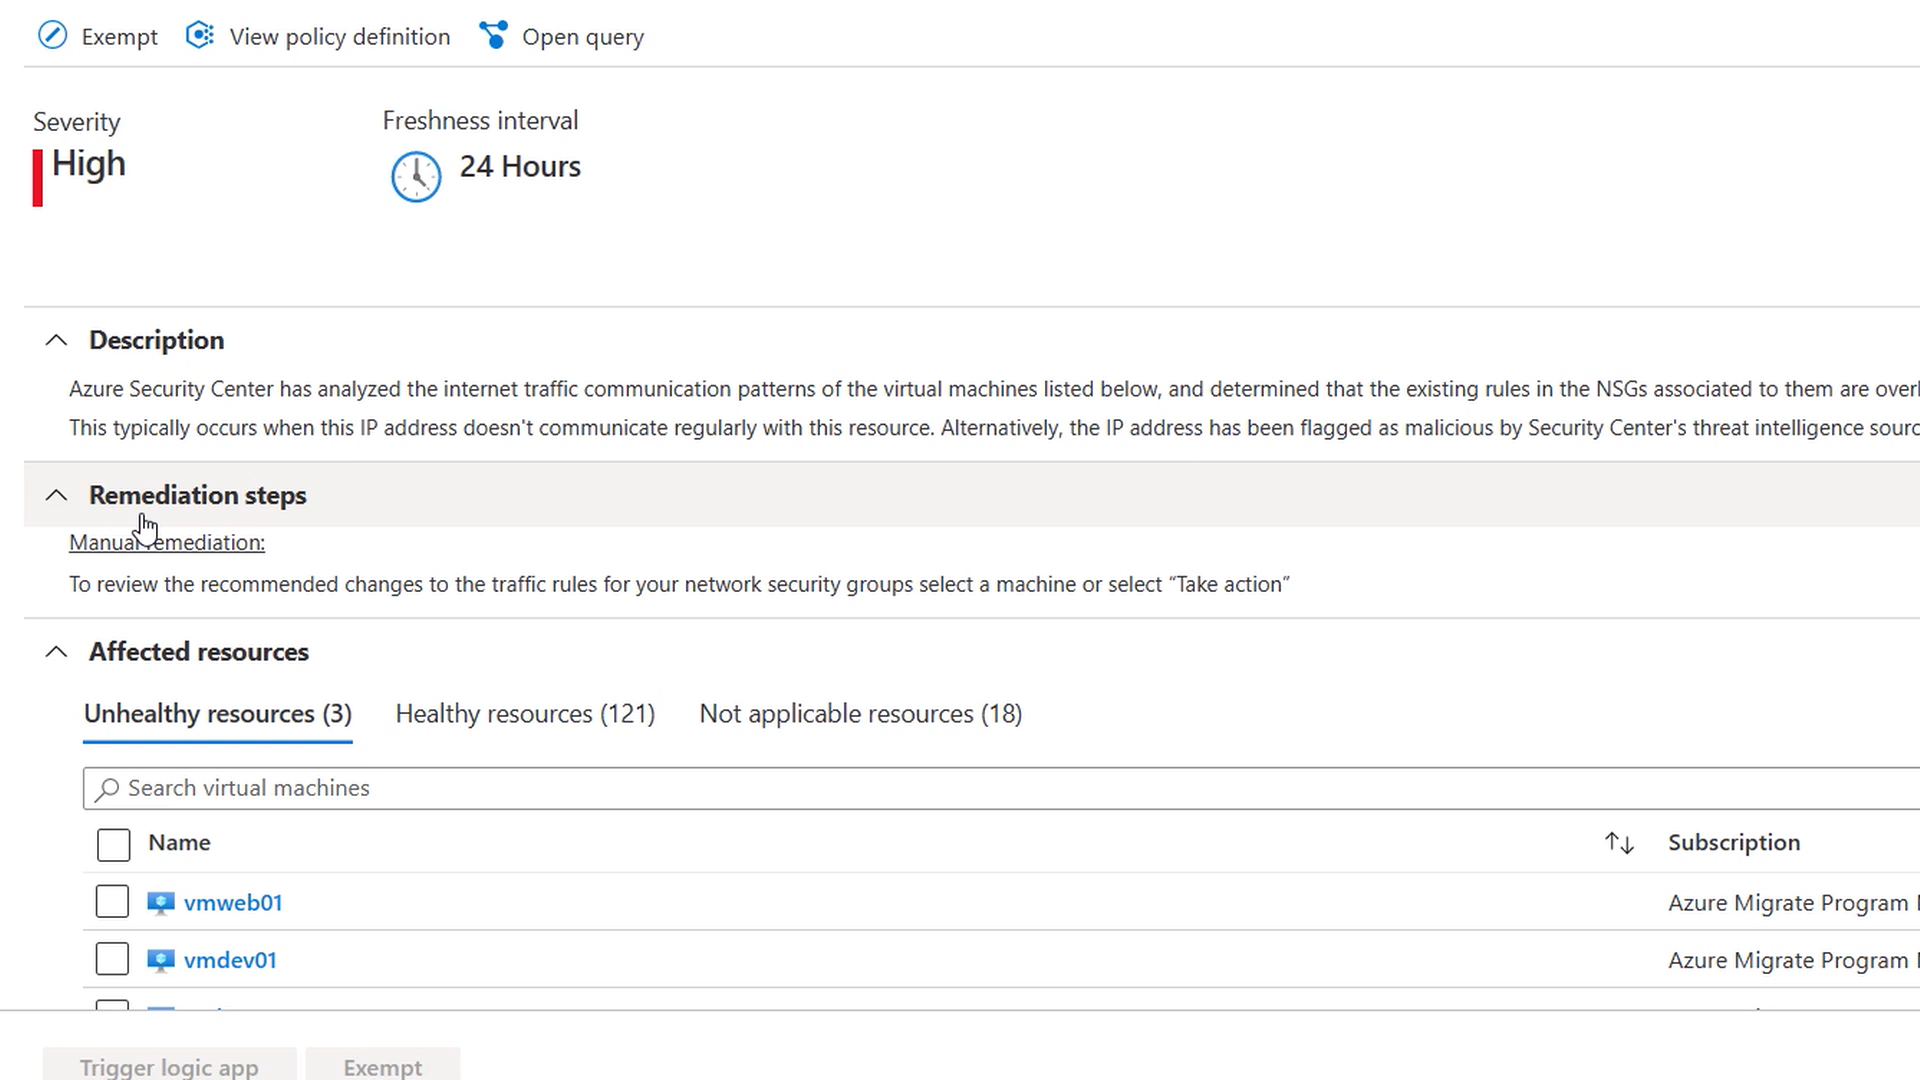 Exempt View policy definition Open query
Severity Freshness interval
High 24 Hours
Description
Azure Security Center has analyzed the internet traffic communication patterns of the virtual machines listed below, and determined that the existing rules in the NSGs associated to them are
This typically occurs when this IP address doesn't communicate regularly with this resource. Alternatively, the IP address has been flagged as malicious by Security Center's threat intelligence
Remediation steps
Manual remediation:
To review the recommended changes to the traffic rules for your network security groups select a machine or select “Take action”
Affected resources
Unhealthy resources (3) Healthy resources (121) Not applicable resources (18)
Search virtual machines
Name Subscription
vmweb01 Azure Migrate Program
vmdev01 Azure Migrate Program
Trigger logic app Exempt